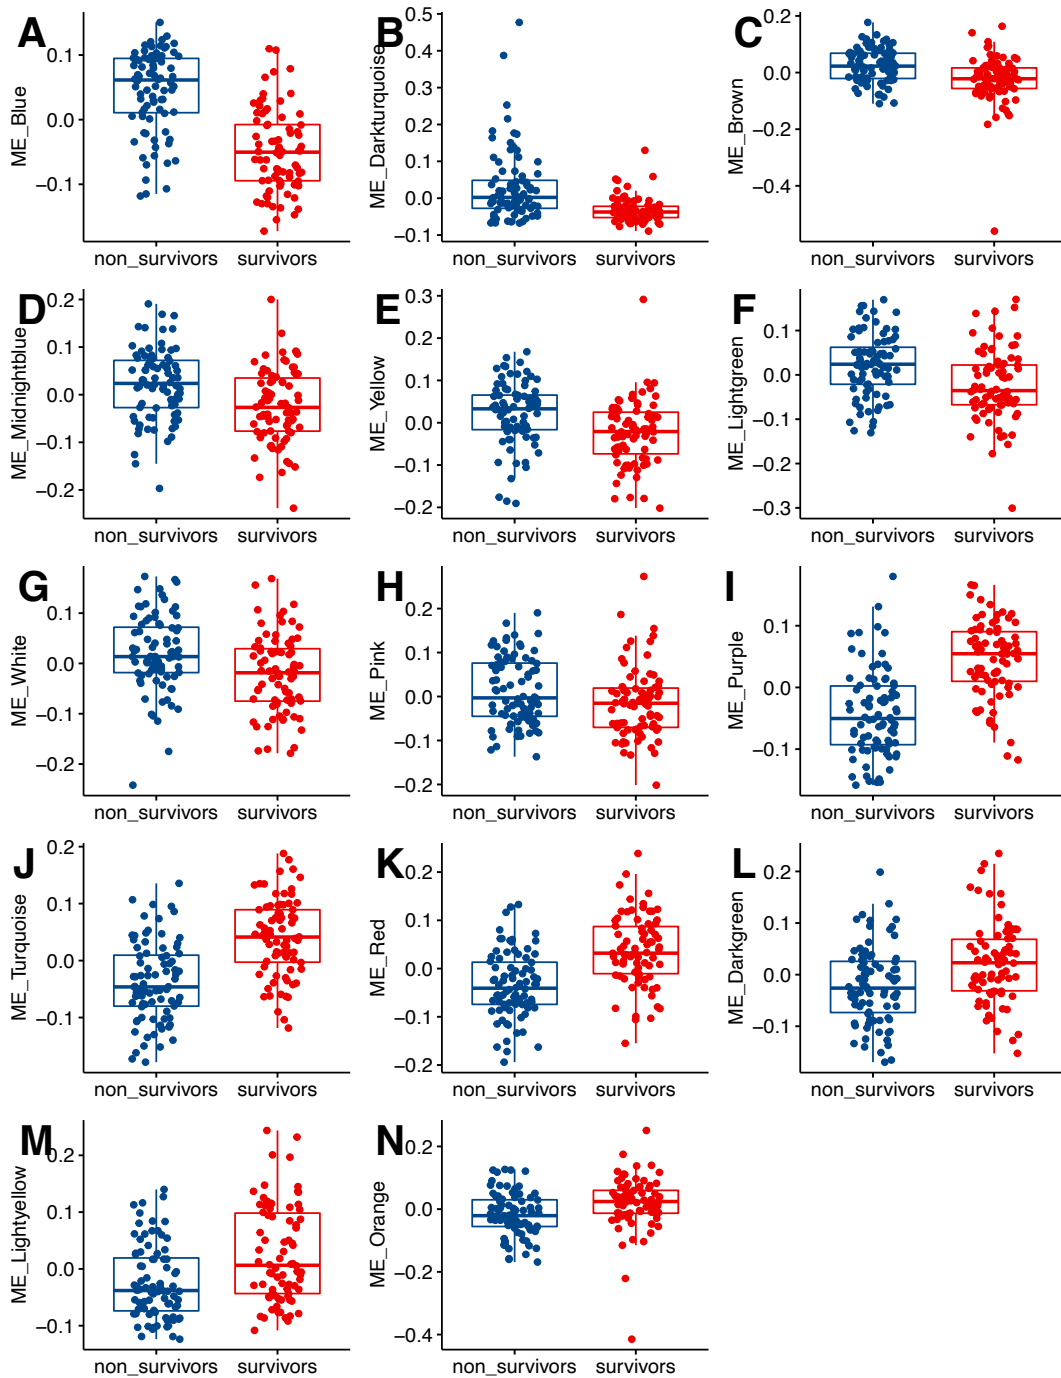 A
ME_Blue
0.1
0.0
−0.1
non_survivors survivors
B
ME_Darkturquoise
0.5
0.4
0.3
0.2
0.1
0.0
−0.1
non_survivors survivors
C
ME_Brown
0.2
0.0
−0.2
−0.4
non_survivors survivors
D
ME_Midnightblue
0.2
0.1
0.0
−0.1
−0.2
non_survivors survivors
E
ME_Yellow
0.3
0.2
0.1
0.0
−0.1
−0.2
non_survivors survivors
F
ME_Lightgreen
0.1
0.0
−0.1
−0.2
−0.3
non_survivors survivors
G
ME_White
0.1
0.0
−0.1
−0.2
non_survivors survivors
H
ME_Pink
0.2
0.1
0.0
−0.1
−0.2
non_survivors survivors
I
ME_Purple
0.1
0.0
−0.1
non_survivors survivors
J
ME_Turquoise
0.2
0.1
0.0
−0.1
non_survivors survivors
K
ME_Red
0.2
0.1
0.0
−0.1
−0.2
non_survivors survivors
L
ME_Darkgreen
0.2
0.1
0.0
−0.1
non_survivors survivors
M
ME_Lightyellow
0.2
0.1
0.0
−0.1
non_survivors survivors
N
ME_Orange
0.2
0.0
−0.2
−0.4
non_survivors survivors